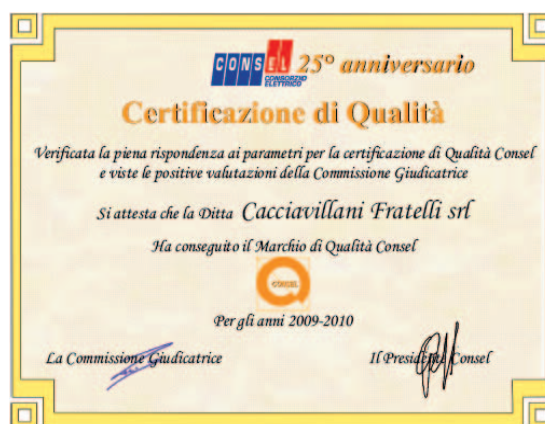 CONSEL 25° anniversario
CONSORZIO
ELETTRICO
Certificazione di Qualità
Verificata la piena rispondenza ai parametri per la certificazione di Qualità Consel
e viste le positive valutazioni della Commissione Giudicatrice
Si attesta che la Ditta Cacciavillani Fratelli srl
Ha conseguito il Marchio di Qualità Consel
CONSEL
Per gli anni 2009-2010
La Commissione Giudicatrice Il Presidente Consel